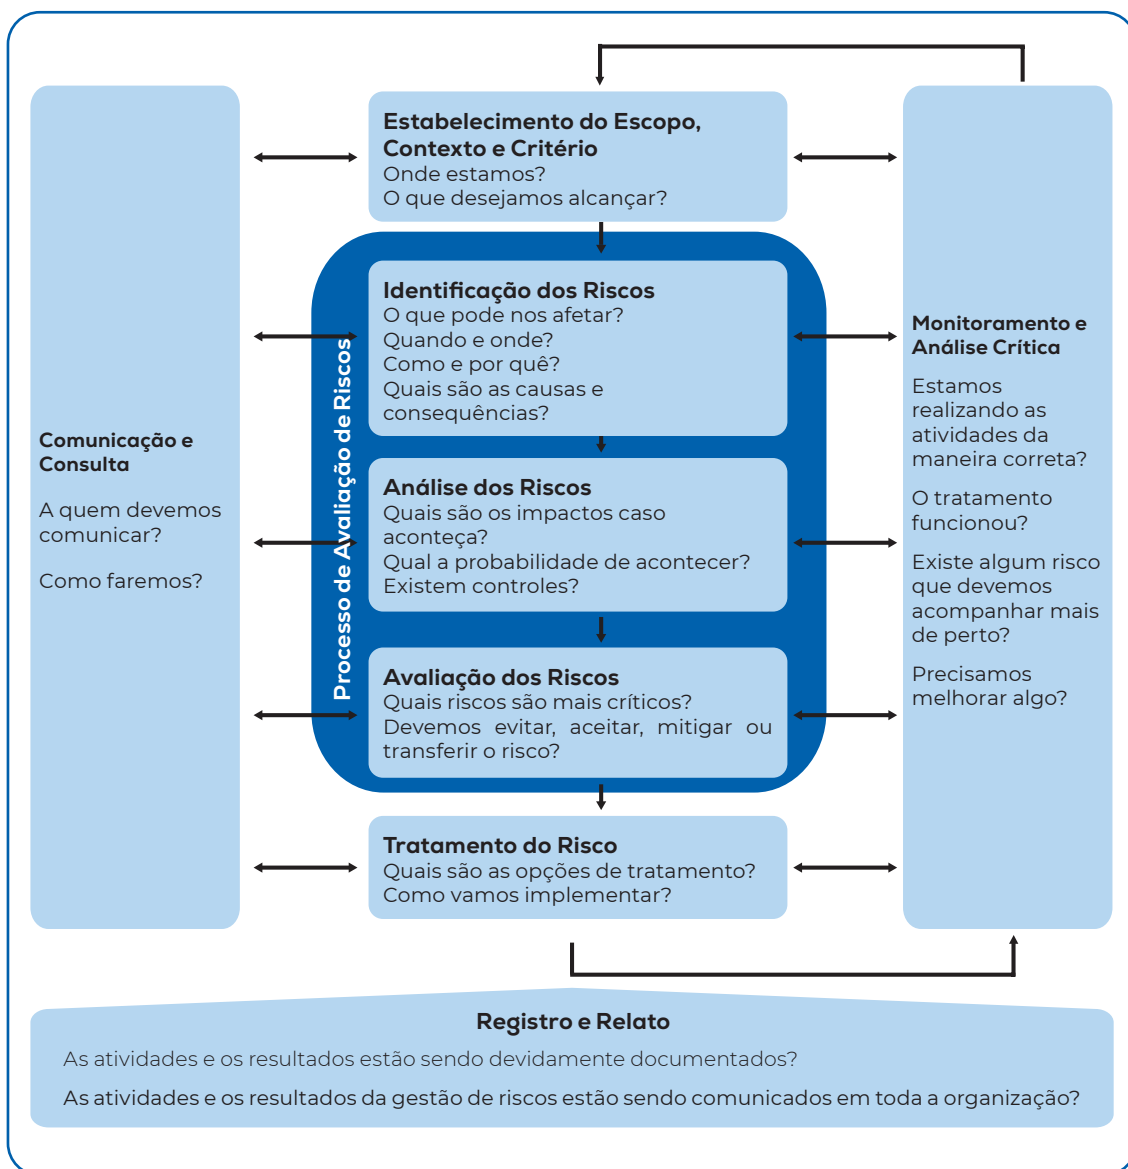 Estabelecimento do Escopo,
Contexto e Critério
Onde estamos?
O que desejamos alcançar?
Processo de Avaliação de Riscos
Identificação dos Riscos
O que pode nos afetar?
Quando e onde?
Como e por quê?
Quais são as causas e
consequências?
Análise dos Riscos
Quais são os impactos caso
aconteça?
Qual a probabilidade de acontecer?
Existem controles?
Avaliação dos Riscos
Quais riscos são mais críticos?
Devemos evitar, aceitar, mitigar ou
transferir o risco?
Tratamento do Risco
Quais são as opções de tratamento?
Como vamos implementar?
Comunicação e
Consulta
A quem devemos
comunicar?
Como faremos?
Monitoramento e
Análise Crítica
Estamos
realizando as
atividades da
maneira correta?
O tratamento
funcionou?
Existe algum risco
que devemos
acompanhar mais
de perto?
Precisamos
melhorar algo?
Registro e Relato
As atividades e os resultados estão sendo devidamente documentados?
As atividades e os resultados da gestão de riscos estão sendo comunicados em toda a organização?